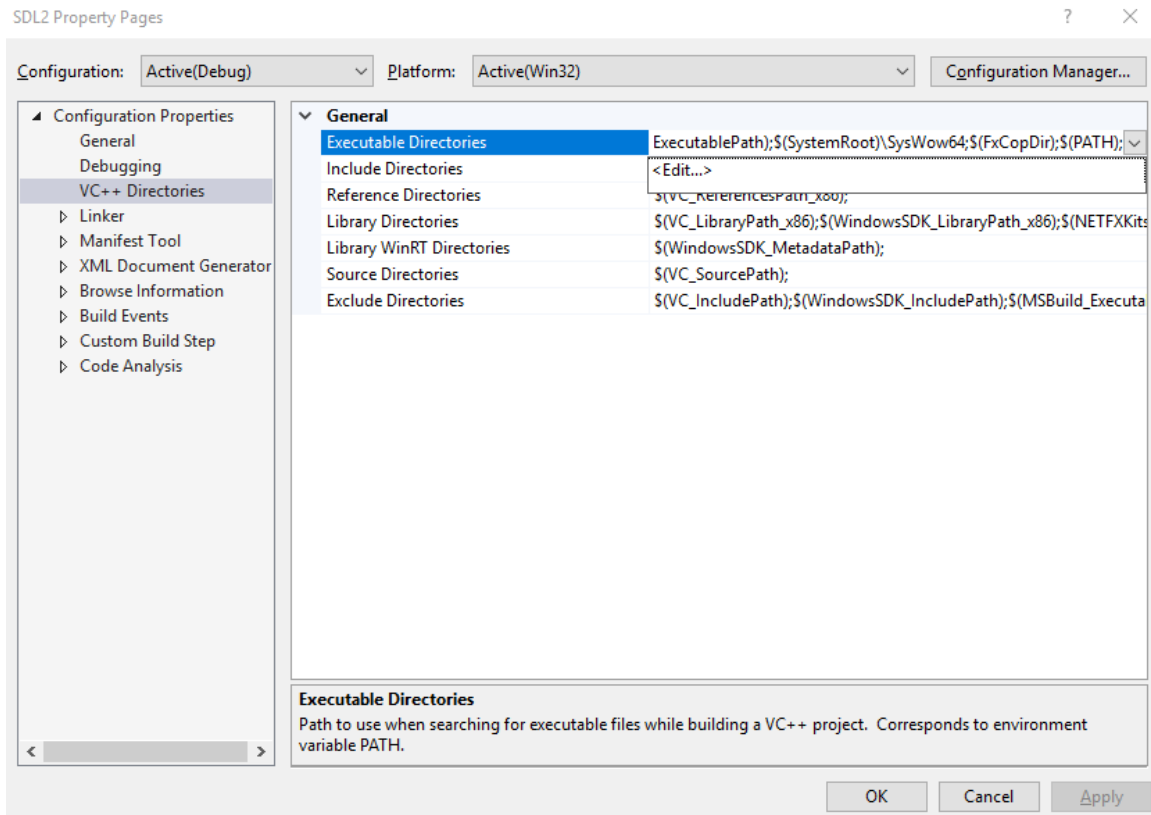 SDL2 Property Pages
?
Configuration: Active(Debug) Platform: Active(Win32) Configuration Manager...
Configuration Properties
General
Debugging
VC++ Directories
Linker
Manifest Tool
XML Document Generator
Browse Information
Build Events
Custom Build Step
Code Analysis
General
Executable Directories ExecutablePath);$(SystemRoot)\SysWow64;$(FxCopDir);$(PATH);
<Edit...>
Include Directories
Reference Directories $(VC_ReferencesPath_x86);
Library Directories $(VC_LibraryPath_x86);$(WindowsSDK_LibraryPath_x86);$(NETFXKits
Library WinRT Directories $(WindowsSDK_MetadataPath);
Source Directories $(VC_SourcePath);
Exclude Directories $(VC_IncludePath);$(WindowsSDK_IncludePath);$(MSBuild_Executa
Executable Directories
Path to use when searching for executable files while building a VC++ project.  Corresponds to environment
variable PATH.
OK Cancel Apply